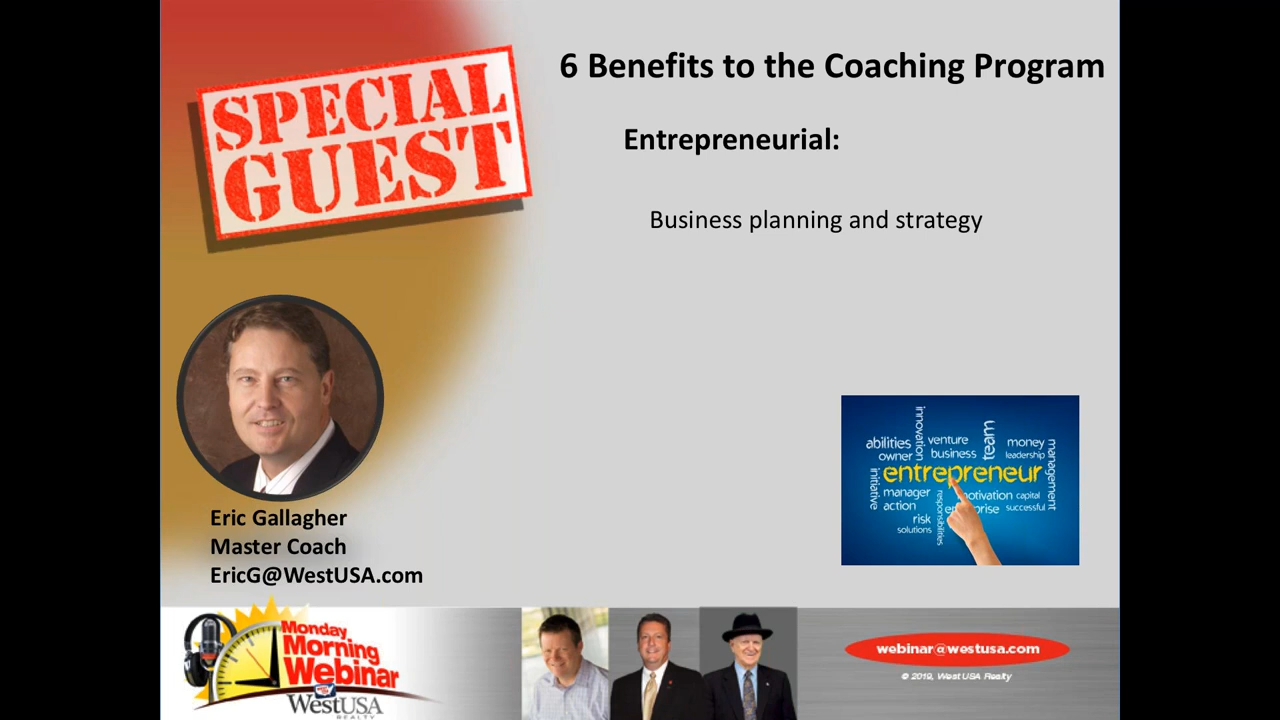 SPECIAL
GUEST
6 Benefits to the Coaching Program
Entrepreneurial:
Business planning and strategy
Eric Gallagher
Master Coach
EricG@WestUSA.com
innovation
abilities
venture
team
money
owner
business
leadership
management
initiative
entrepreneur
manager
responsibilities
motivation
capital
action
successful
risk
solutions
Monday
Morning
Webinar
WestUSA
REALTY
webinar@westusa.com
© 2019, West USA Realty